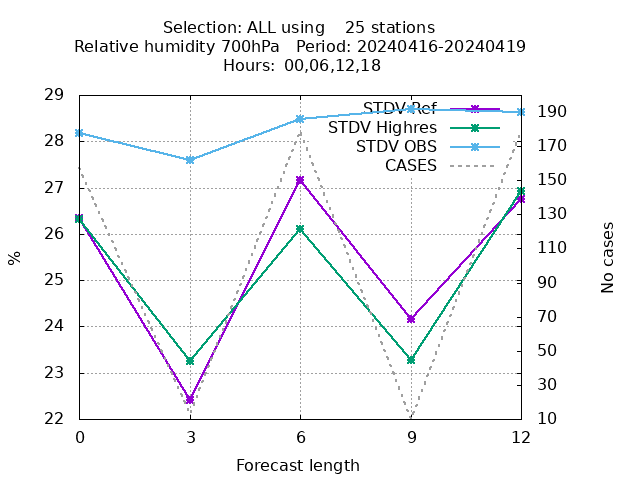 Selection: ALL using    25 stations
Relative humidity 700hPa   Period: 20240416-20240419
Hours: 00,06,12,18
29
28
27
26
25
24
23
22
%
STDV Ref
STDV Highres
STDV OBS
CASES
190
170
150
130
110
90
70
50
30
10
No cases
0 3 6 9 12
Forecast length